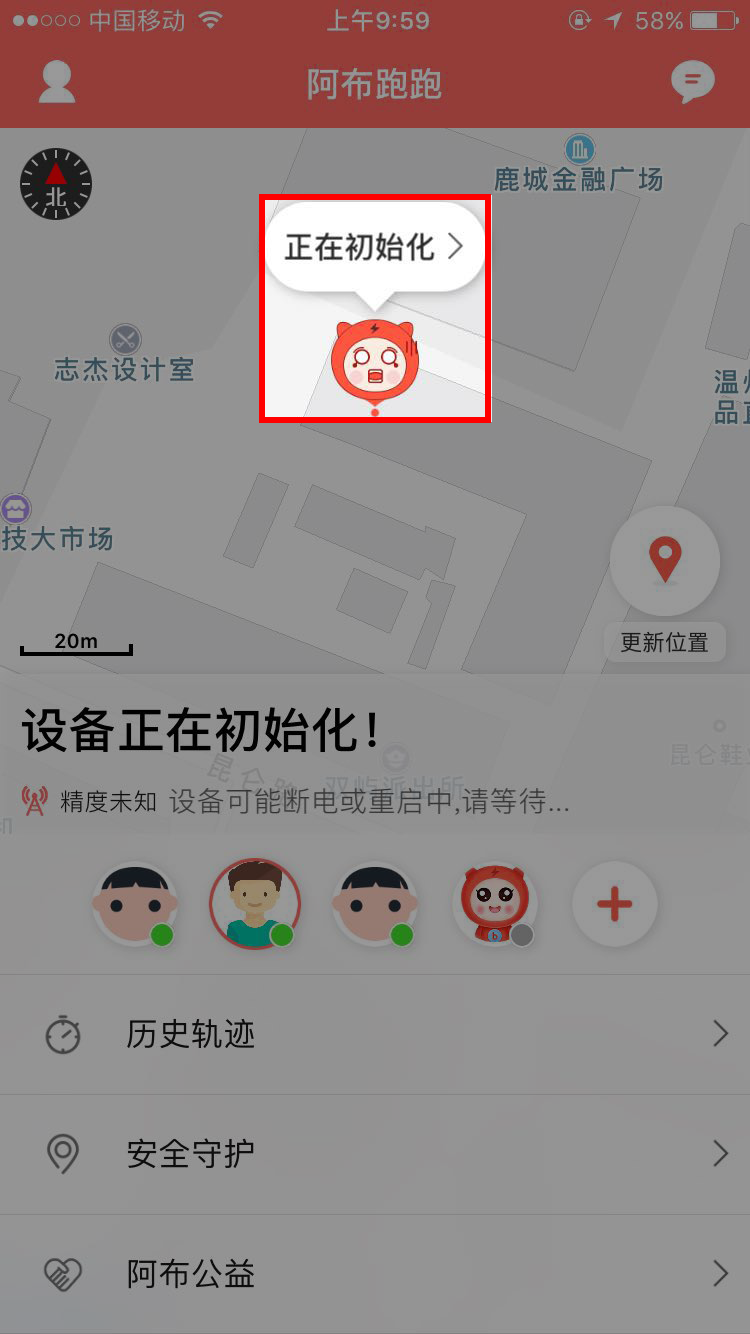 中国移动
上午9:59
58%
阿布跑跑
北
鹿城金融广场
正在初始化
志杰设计室
温州
品直
技大市场
20m
更新位置
设备正在初始化！
昆仑路
双屿派出所
昆仑鞋业
精度未知 设备可能断电或重启中,请等待...
机
历史轨迹
安全守护
阿布公益